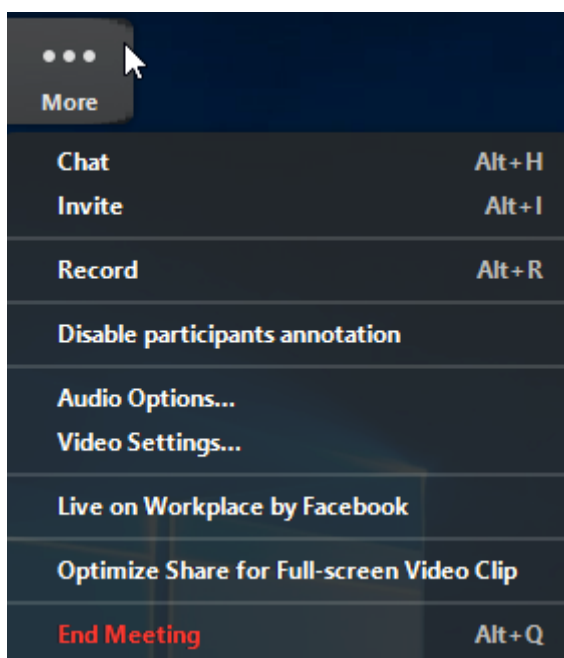 More
Chat Alt+H
Invite Alt+I
Record Alt+R
Disable participants annotation
Audio Options...
Video Settings...
Live on Workplace by Facebook
Optimize Share for Full-screen Video Clip
End Meeting Alt+Q